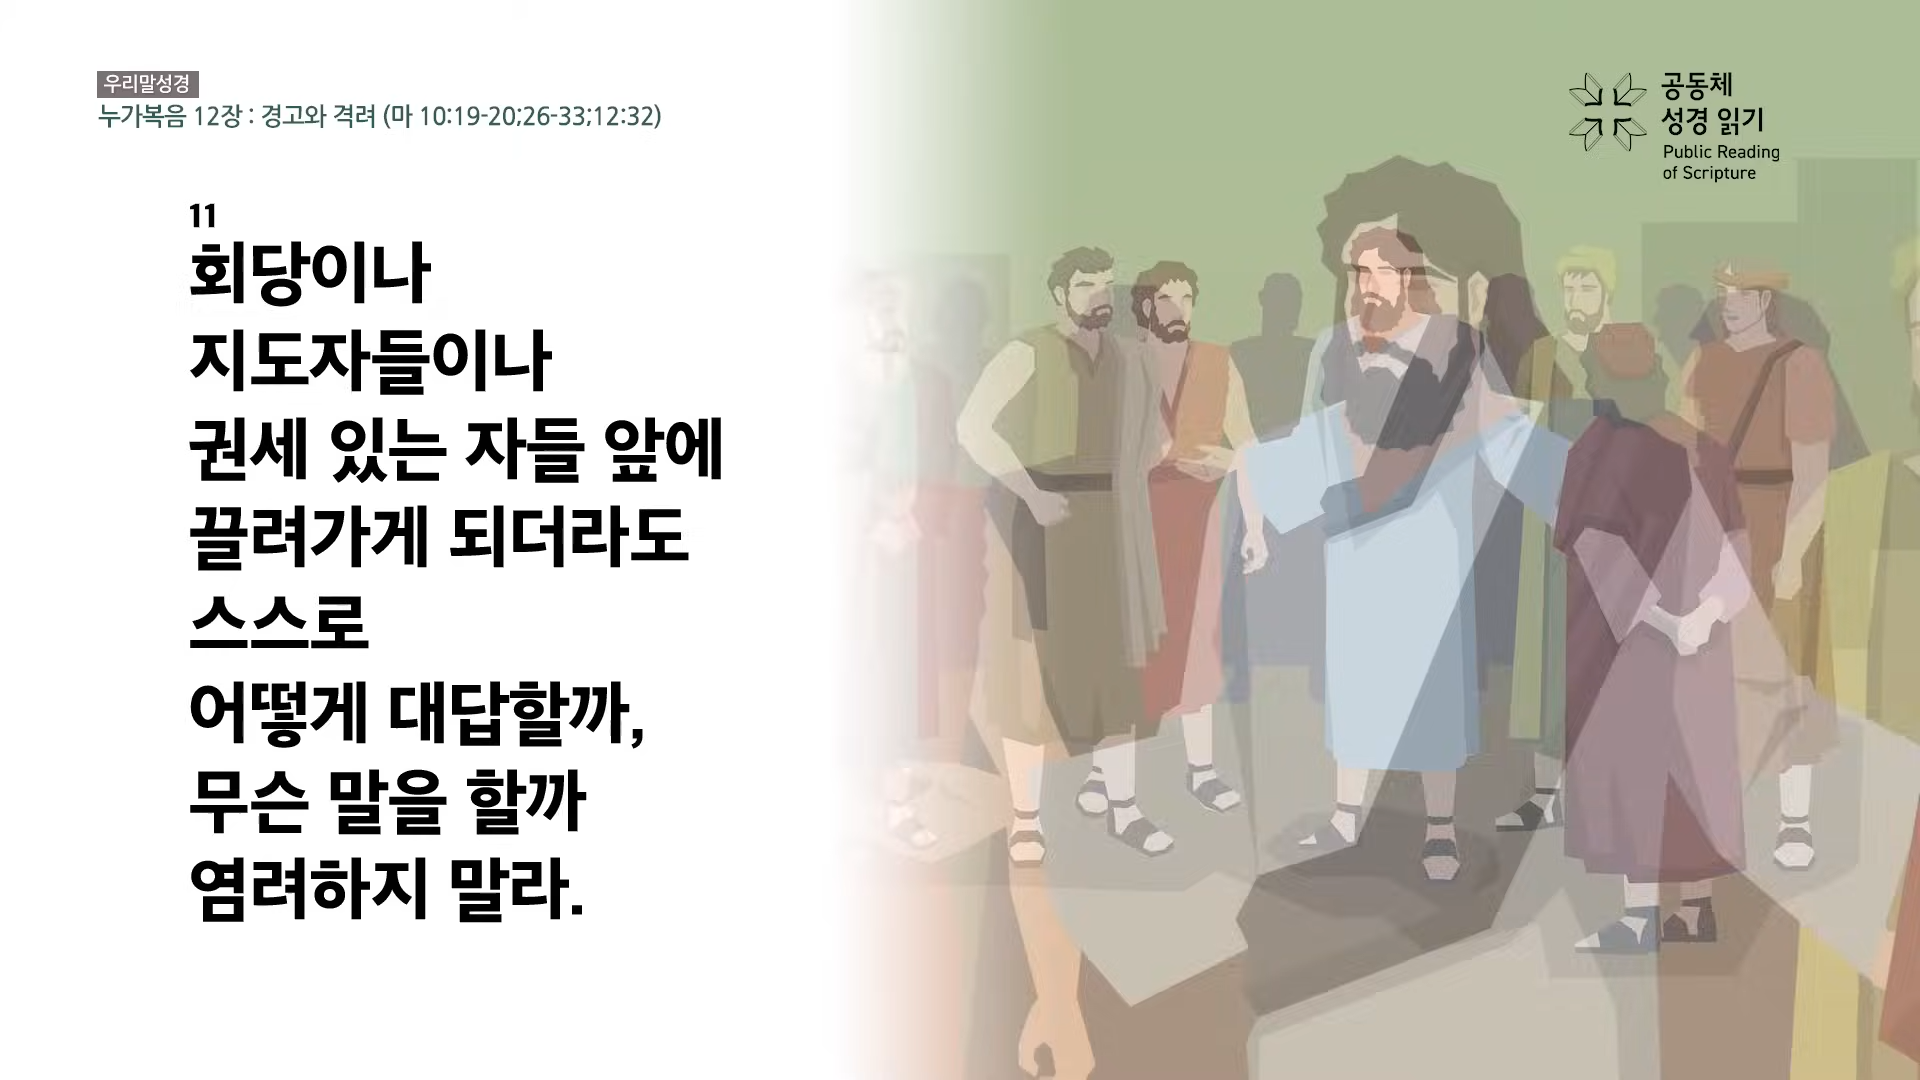 우리말성경
누가복음 12장 : 경고와 격려 (마 10:19-20;26-33;12:32)
공동체
성경 읽기
Public Reading
of Scripture
11
회당이나
지도자들이나
권세 있는 자들 앞에
끌려가게 되더라도
스스로
어떻게 대답할까,
무슨 말을 할까
염려하지 말라.